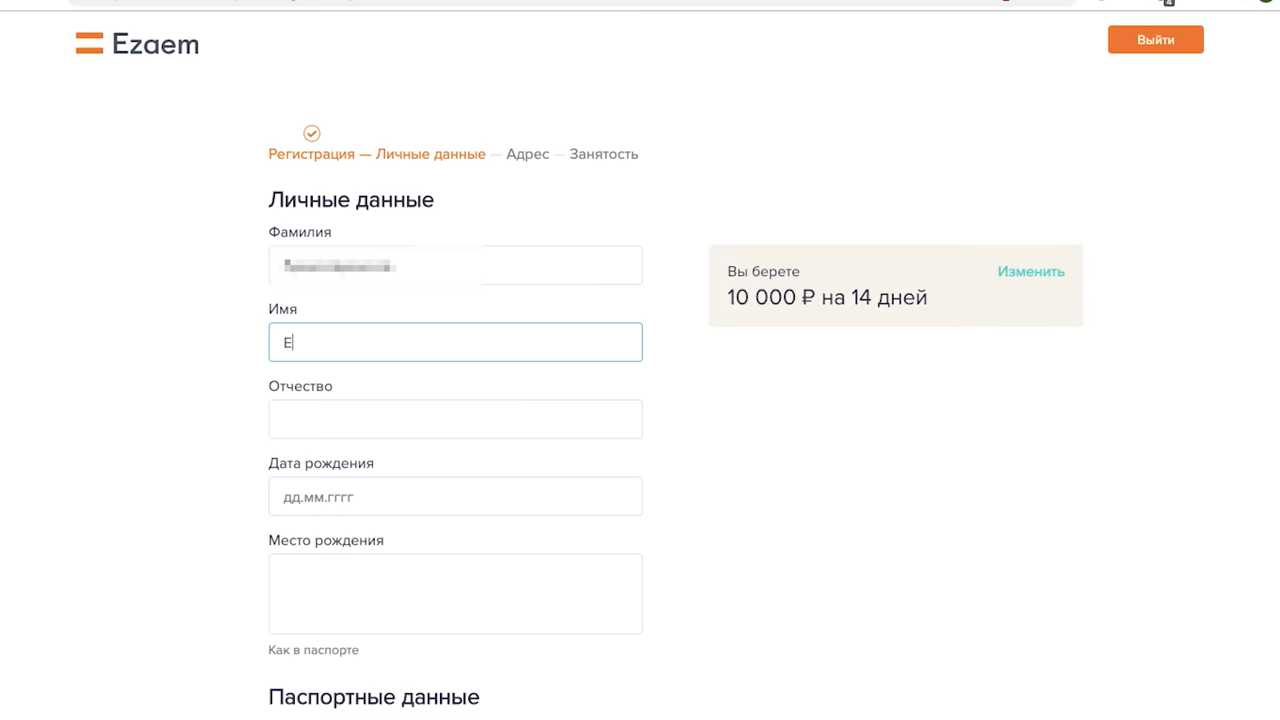 Ezaem
Выйти
Регистрация — Личные данные — Адрес — Занятость
Личные данные
Фамилия
Имя
Е
Отчество
Дата рождения
дд.мм.гггг
Место рождения
Как в паспорте
Вы берете
Изменить
10 000 ₽ на 14 дней
Паспортные данные